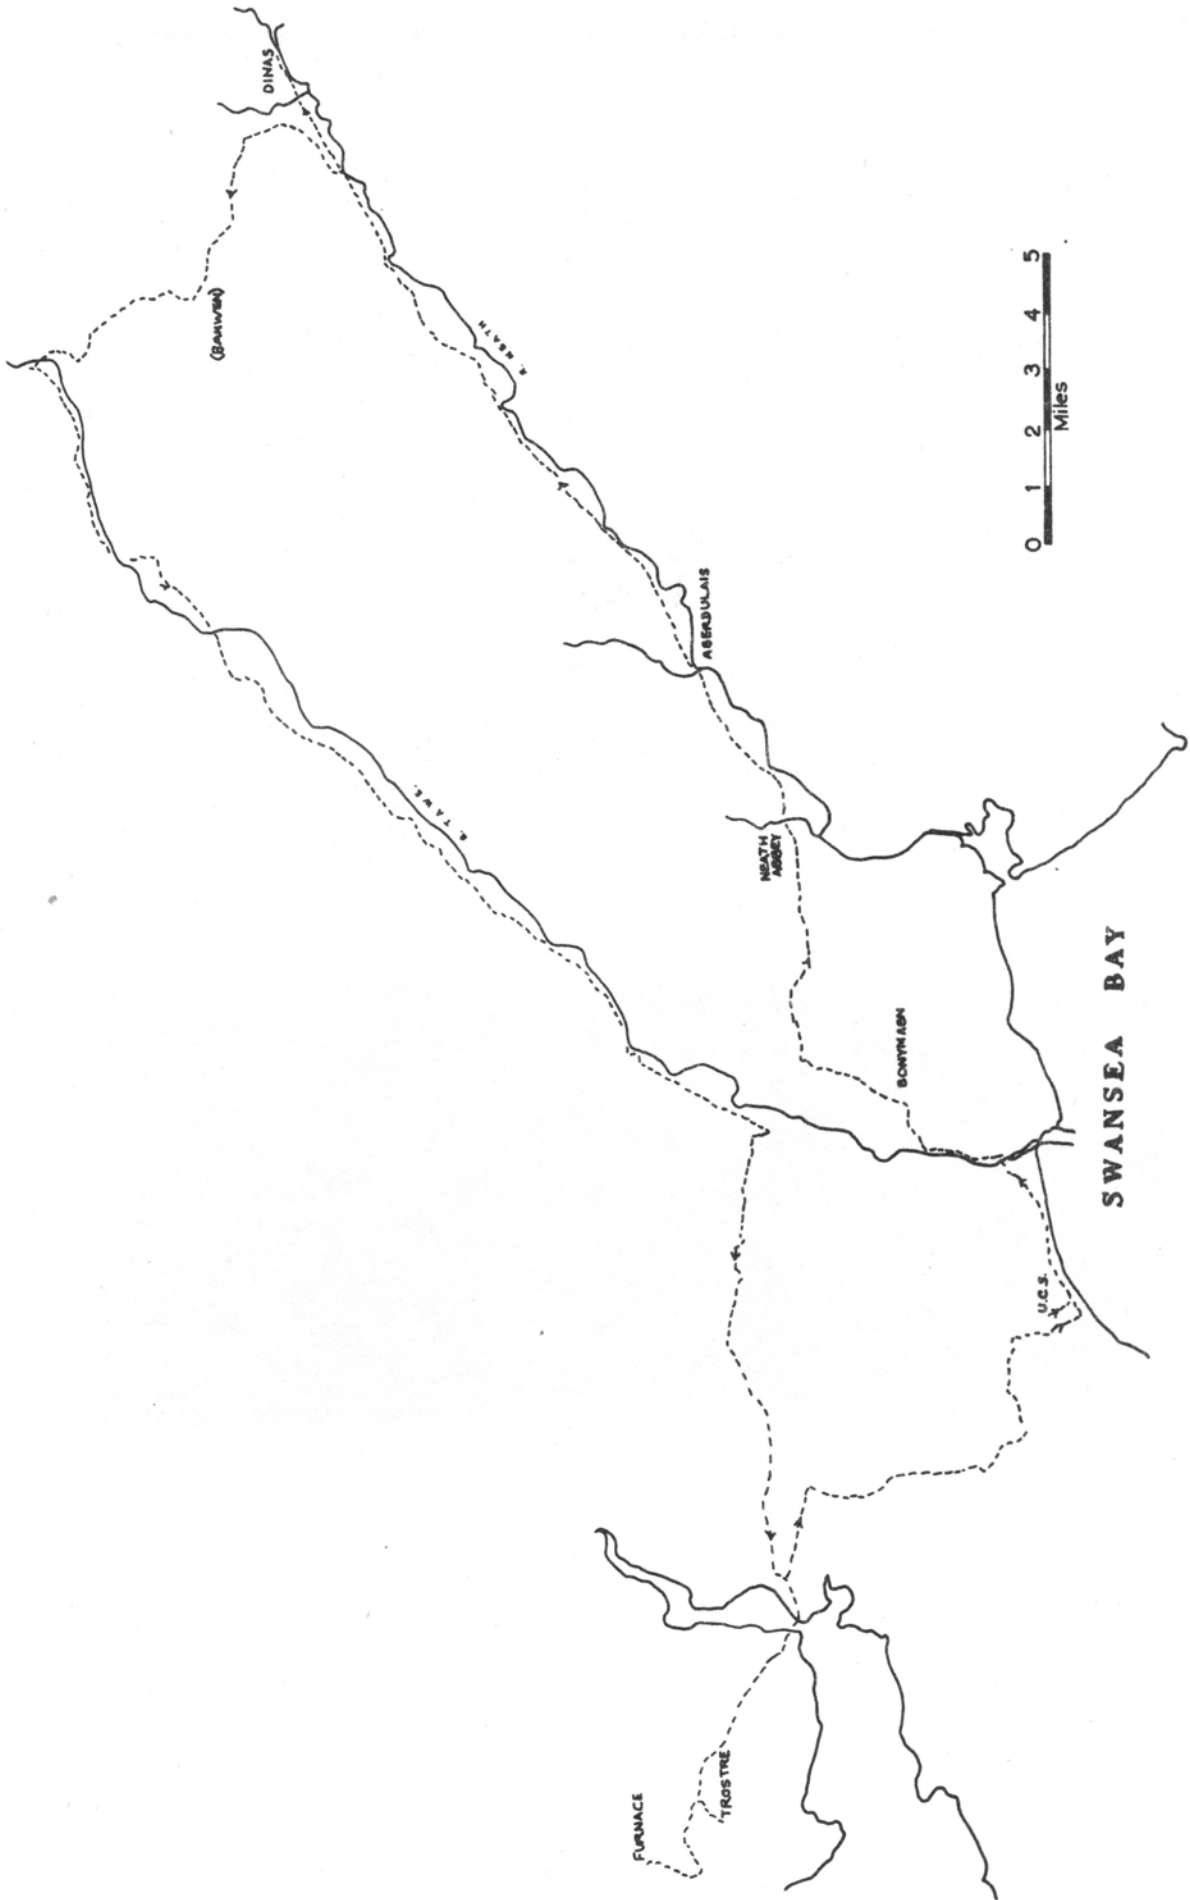 DINAS
(BANWEN)
R. NEATH
R. TAWE.
ABERDULAIS
NEATH
ABBEY
BONYMAEN
U.C.S.
FURNACE
TROSTRE
SWANSEA BAY
0 1 2 3 4 5
Miles